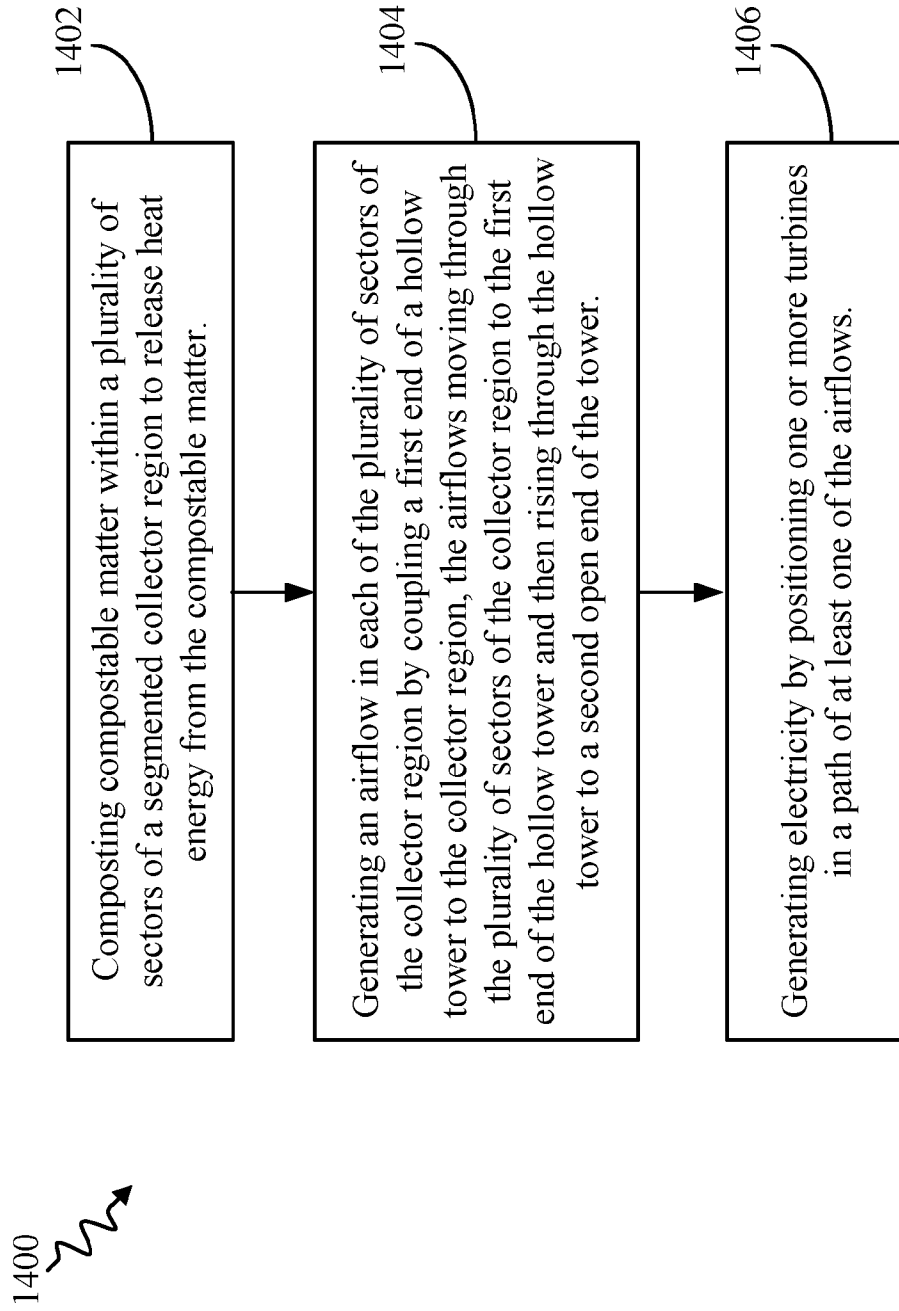 1400
1402
Composting compostable matter within a plurality of
sectors of a segmented collector region to release heat
energy from the compostable matter.
1404
Generating an airflow in each of the plurality of sectors of
the collector region by coupling a first end of a hollow
tower to the collector region, the airflows moving through
the plurality of sectors of the collector region to the first
end of the hollow tower and then rising through the hollow
tower to a second open end of the tower.
1406
Generating electricity by positioning one or more turbines
in a path of at least one of the airflows.